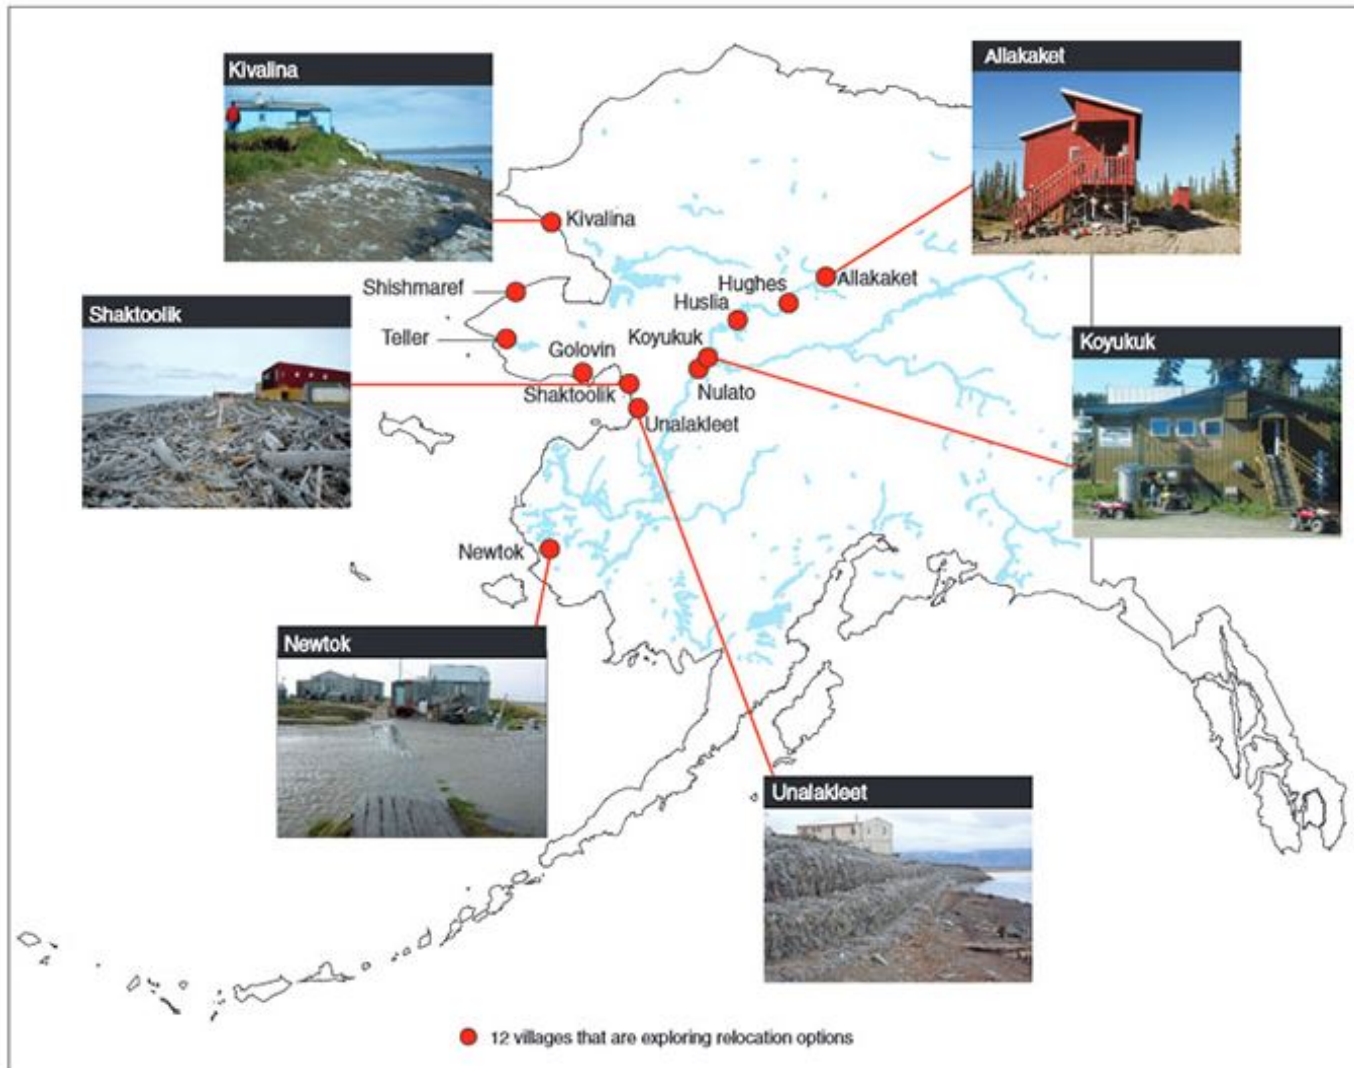 Kivalina
Allakaket
Kivalina
Shishmaref
Hughes
Allakaket
Huslia
Shaktoolik
Teller
Koyukuk
Koyukuk
Golovin
Shaktoolik
Nulato
Unalakleet
Newtok
Newtok
Unalakleet
12 villages that are exploring relocation options